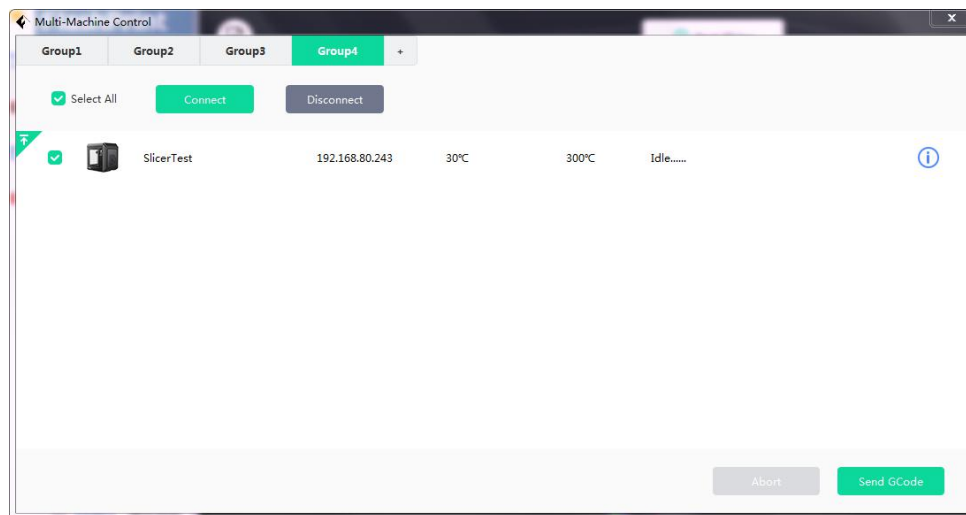 Multi-Machine Control
Group1 Group2 Group3 Group4 +
Select All Connect Disconnect
SlicerTest 192.168.80.243 30℃ 300℃ Idle......
Abort Send GCode